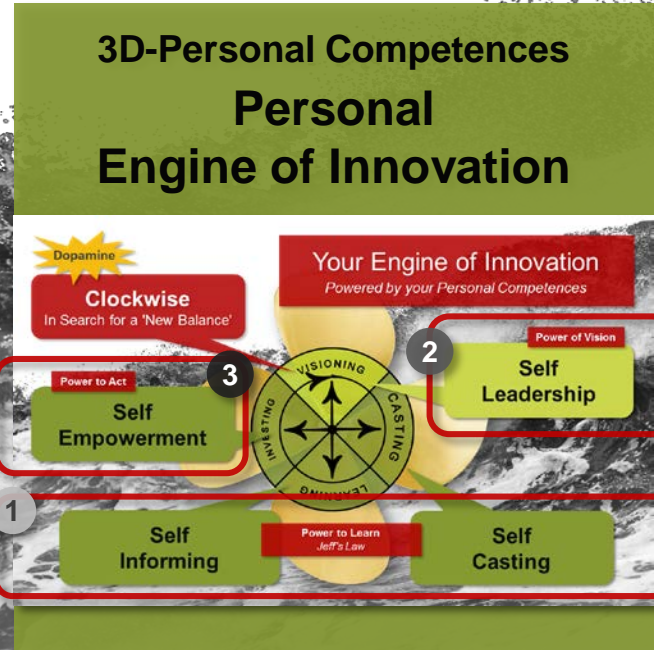 3D-Personal Competences
Personal
Engine of Innovation
Dopamine
Clockwise
In Search for a 'New Balance'
Your Engine of Innovation
Powered by your Personal Competences
2
Power of Vision
Self
Leadership
3
Power to Act
Self
Empowerment
VISIONING
CASTING
LEARNING
INVESTING
1
Self
Informing
Power to Learn
Jeff's Law
Self
Casting